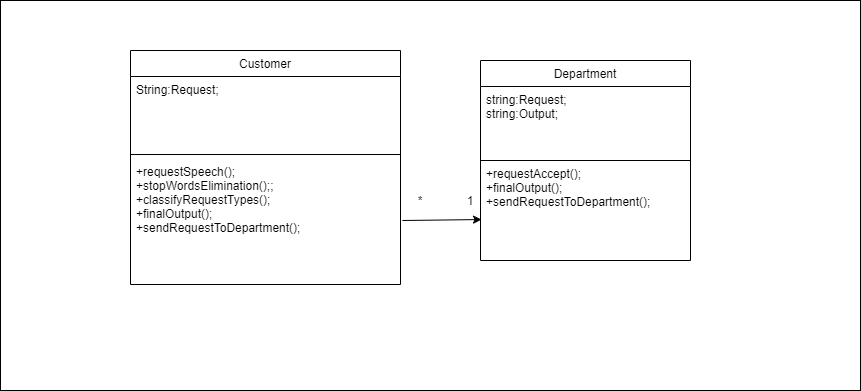 Customer
String:Request;
+requestSpeech();
+stopWordsElimination();;
+classifyRequestTypes();
+finalOutput();
+sendRequestToDepartment();
*
1
Department
string:Request;
string:Output;
+requestAccept();
+finalOutput();
+sendRequestToDepartment();